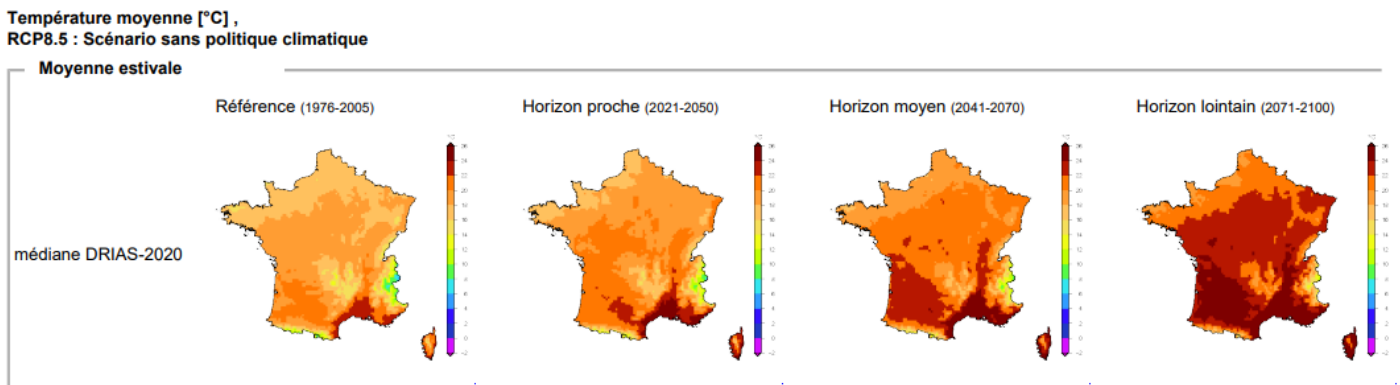 Température moyenne [°C] ,
RCP8.5 : Scénario sans politique climatique
Moyenne estivale
Référence (1976-2005)
Horizon proche (2021-2050)
Horizon moyen (2041-2070)
Horizon lointain (2071-2100)
médiane DRIAS-2020